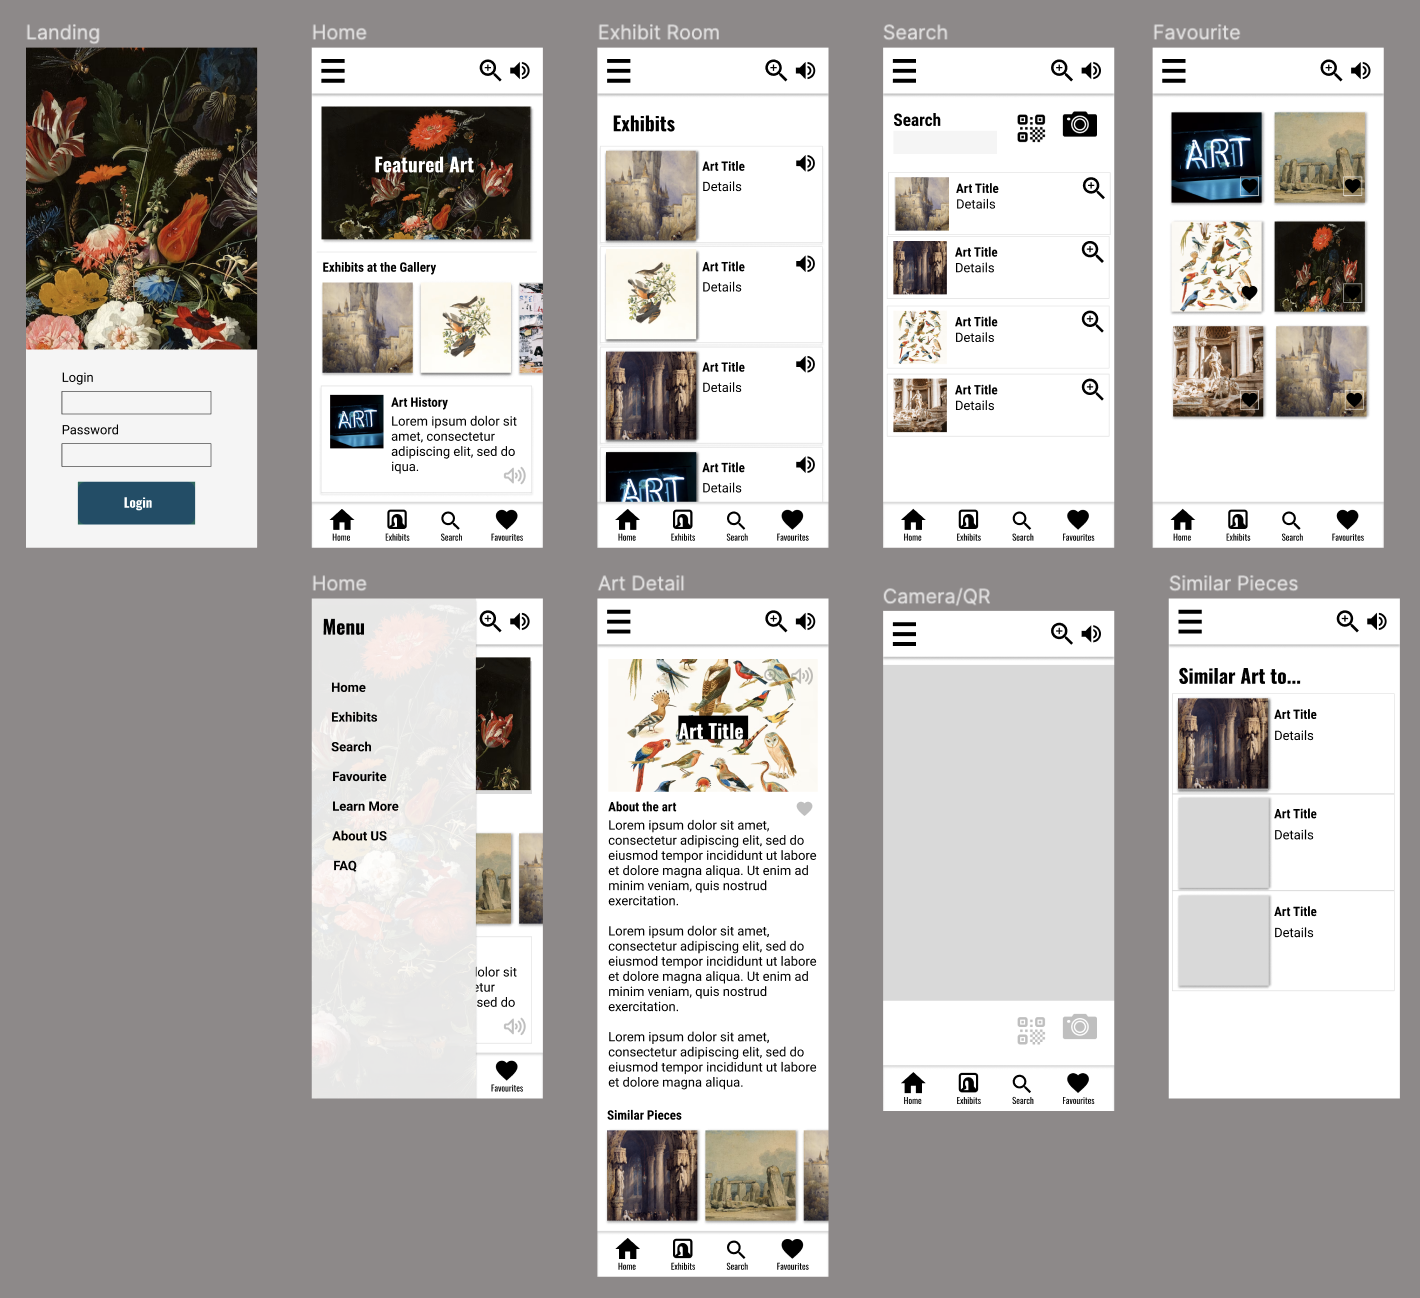 Landing
Login
Password
Login
Home
Featured Art
Exhibits at the Gallery
ART
Art History
Lorem ipsum dolor sit
amet, consectetur
adipiscing elit, sed do
iqua.
Home
Exhibits
Search
Favourites
Exhibit Room
Exhibits
Art Title
Details
Art Title
Details
Art Title
Details
ART
Art Title
Details
Home
Exhibits
Search
Favourites
Search
Search
Art Title
Details
Art Title
Details
Art Title
Details
Art Title
Details
Home
Exhibits
Search
Favourites
Favourite
ART
Home
Exhibits
Search
Favourites
Home
Menu
Home
Exhibits
Search
Favourite
Learn More
About US
FAQ
dolor sit
etur
sed do
Favourites
Art Detail
Art Title
About the art
Lorem ipsum dolor sit amet,
consectetur adipiscing elit, sed do
eiusmod tempor incididunt ut labore
et dolore magna aliqua. Ut enim ad
minim veniam, quis nostrud
exercitation.
Lorem ipsum dolor sit amet,
consectetur adipiscing elit, sed do
eiusmod tempor incididunt ut labore
et dolore magna aliqua. Ut enim ad
minim veniam, quis nostrud
exercitation.
Lorem ipsum dolor sit amet,
consectetur adipiscing elit, sed do
eiusmod tempor incididunt ut labore
et dolore magna aliqua.
Similar Pieces
Home
Exhibits
Search
Favourites
Camera/QR
Home
Exhibits
Search
Favourites
Similar Pieces
Similar Art to...
Art Title
Details
Art Title
Details
Art Title
Details